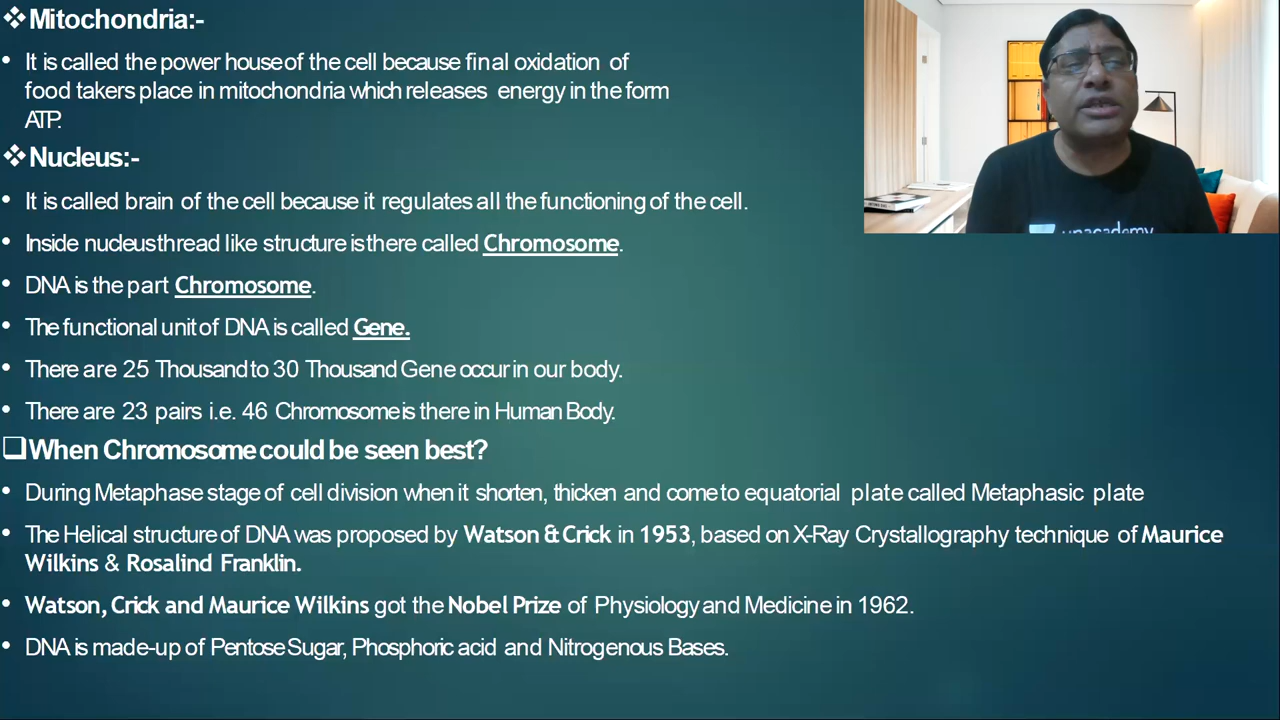 ❖Mitochondria:-
• It is called the power house of the cell because final oxidation of
food takers place in mitochondria which releases energy in the form
ATP.
❖Nucleus:-
• It is called brain of the cell because it regulates all the functioning of the cell.
• Inside nucleus thread like structure is there called Chromosome.
• DNA is the part Chromosome.
• The functional unit of DNA is called Gene.
• There are 25 Thousand to 30 Thousand Gene occur in our body.
• There are 23 pairs i.e. 46 Chromosome is there in Human Body.
❑When Chromosome could be seen best?
• During Metaphase stage of cell division when it shorten, thicken and come to equatorial plate called Metaphasic plate
• The Helical structure of DNA was proposed by Watson & Crick in 1953, based on X-Ray Crystallography technique of Maurice
Wilkins & Rosalind Franklin.
• Watson, Crick and Maurice Wilkins got the Nobel Prize of Physiology and Medicine in 1962.
• DNA is made-up of Pentose Sugar, Phosphoric acid and Nitrogenous Bases.
unacademy